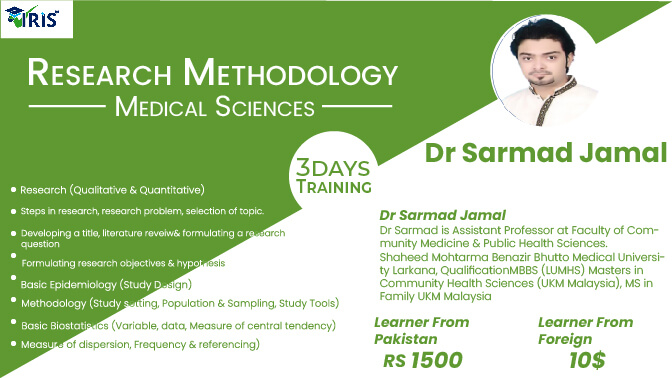 IRIS
RESEARCH METHODOLOGY
MEDICAL SCIENCES
3DAYS
TRAINING
Dr Sarmad Jamal
Research (Qualitative & Quantitative)
Steps in research, research problem, selection of topic.
Developing a title, literature reveiw& formulating a research
question
Formulating research objectives & hypothesis
Basic Epidemiology (Study Design)
Methodology (Study setting, Population & Sampling, Study Tools)
Basic Biostatistics (Variable, data, Measure of central tendency)
Measure of dispersion, Frequency & referencing)
Dr Sarmad Jamal
Dr Sarmad is Assistant Professor at Faculty of Com-
munity Medicine & Public Health Sciences.
Shaheed Mohtarma Benazir Bhutto Medical Universi-
ty Larkana, QualificationMBBS (LUMHS) Masters in
Community Health Sciences (UKM Malaysia), MS in
Family UKM Malaysia
Learner From
Pakistan
RS 1500
Learner From
Foreign
10$